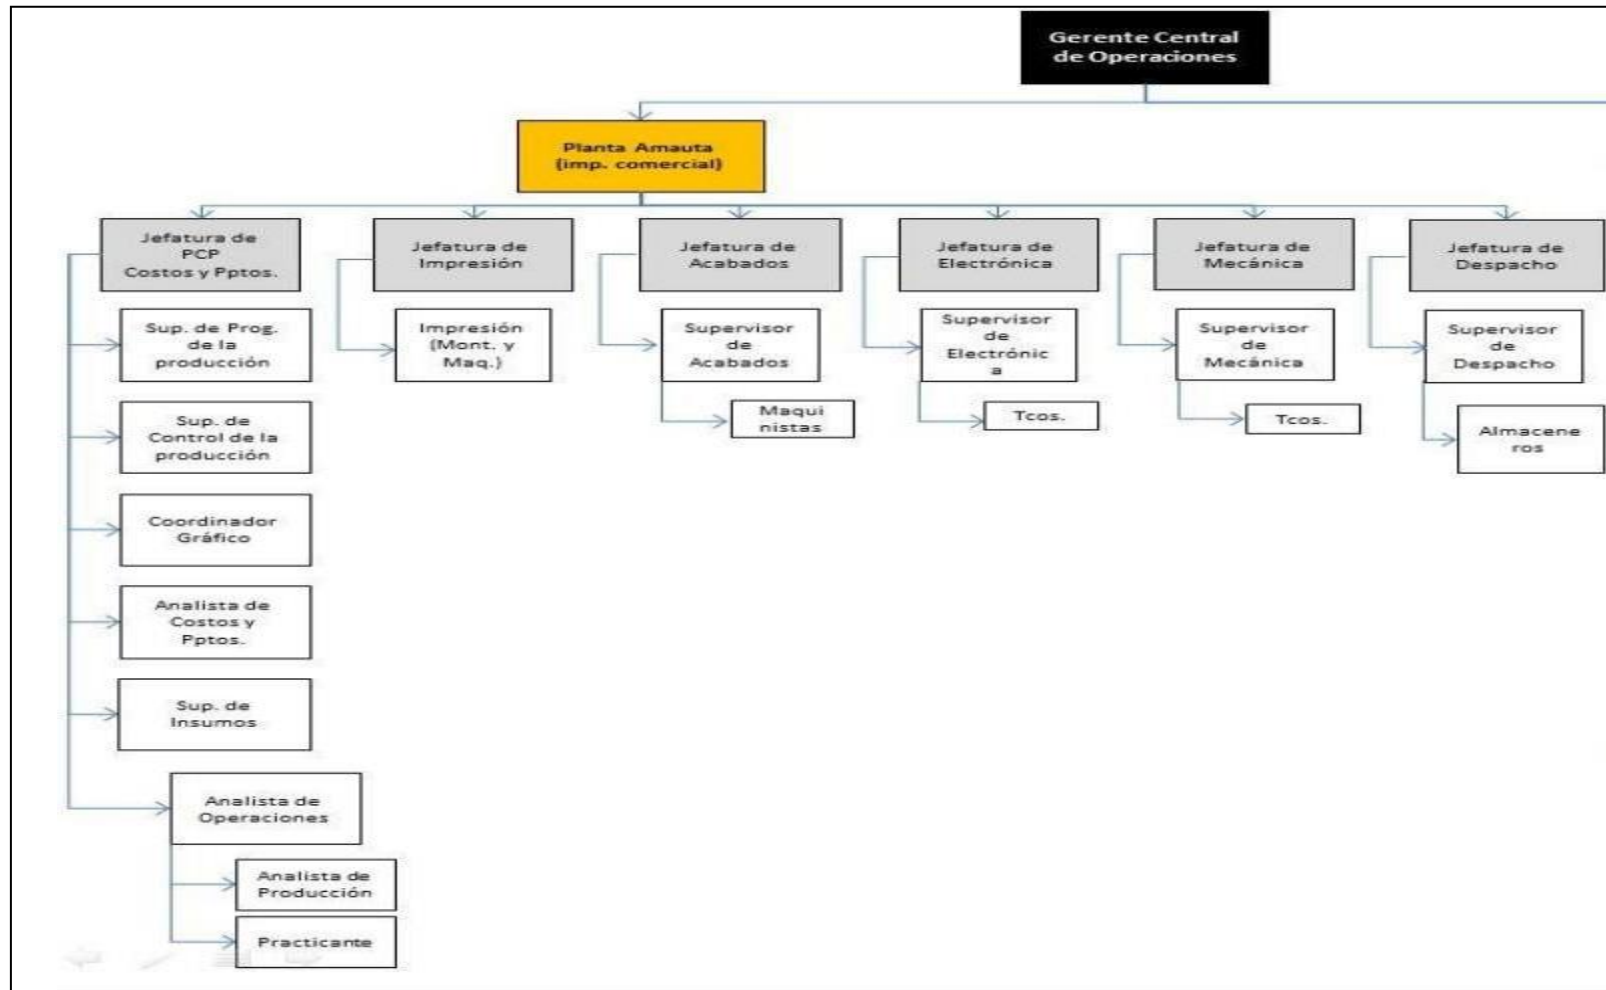 Gerente Central
de Operaciones
Planta Amauta
(imp. comercial)
Jefatura de
PCP
Costos y Pptos.
Jefatura de
Impresión
Jefatura de
Acabados
Jefatura de
Electrónica
Jefatura de
Mecánica
Jefatura de
Despacho
Sup. de Prog.
de la
producción
Impresión
(Mont. y
Maq.)
Supervisor
de
Acabados
Supervisor
de
Electrónic
a
Supervisor
de
Mecánica
Supervisor
de
Despacho
Maqui
nistas
Tcos.
Tcos.
Almacene
ros
Sup. de
Control de la
producción
Coordinador
Gráfico
Analista de
Costos y
Pptos.
Sup. de
Insumos
Analista de
Operaciones
Analista de
Producción
Practicante